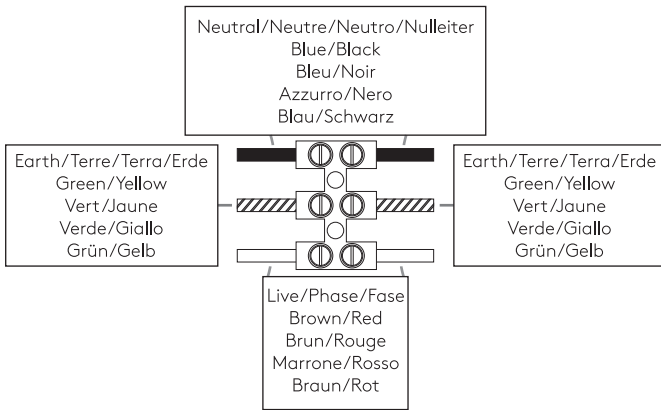 Neutral/Neutre/Neutro/Nulleiter
Blue/Black
Bleu/Noir
Azzurro/Nero
Blau/Schwarz
Earth/Terre/Terra/Erde
Green/Yellow
Vert/Jaune
Verde/Giallo
Grün/Gelb
Earth/Terre/Terra/Erde
Green/Yellow
Vert/Jaune
Verde/Giallo
Grün/Gelb
Live/Phase/Fase
Brown/Red
Brun/Rouge
Marrone/Rosso
Braun/Rot